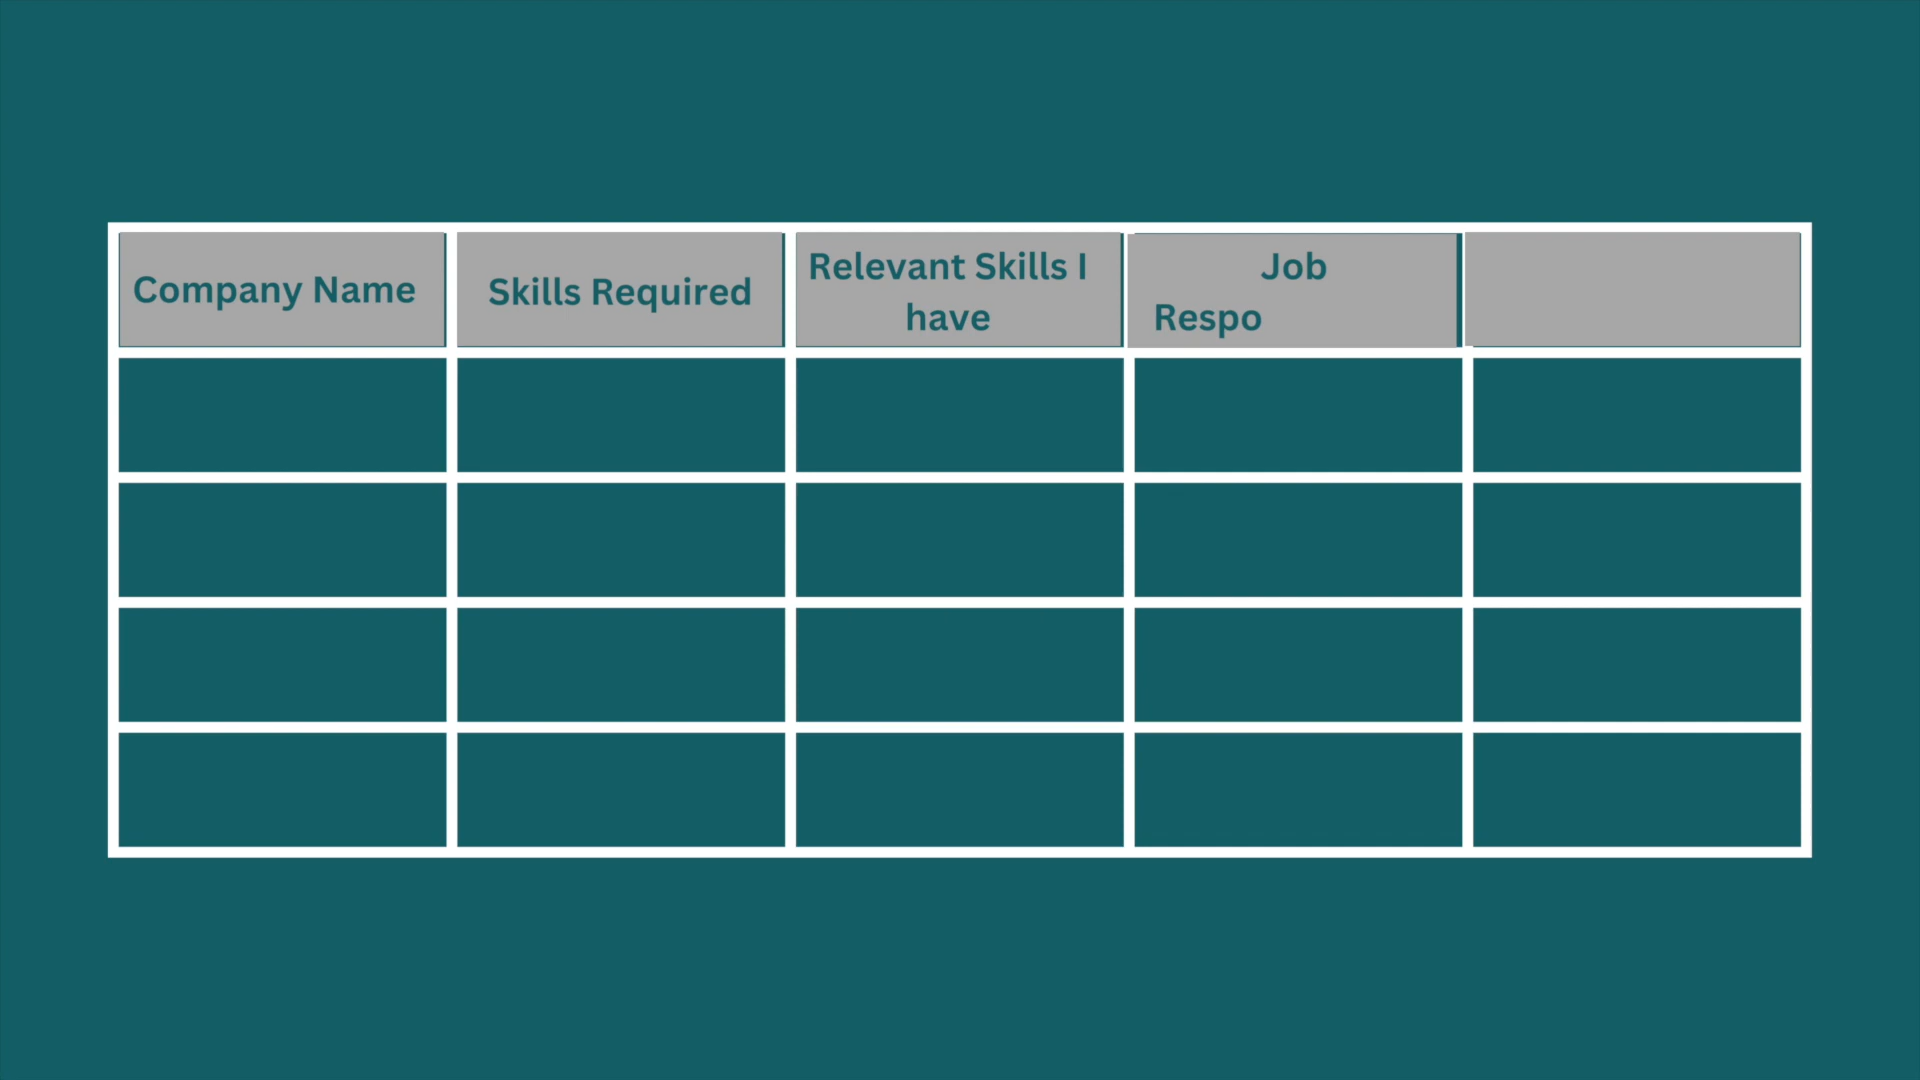 Company Name
Skills Required
Relevant Skills I
have
Job
Respo